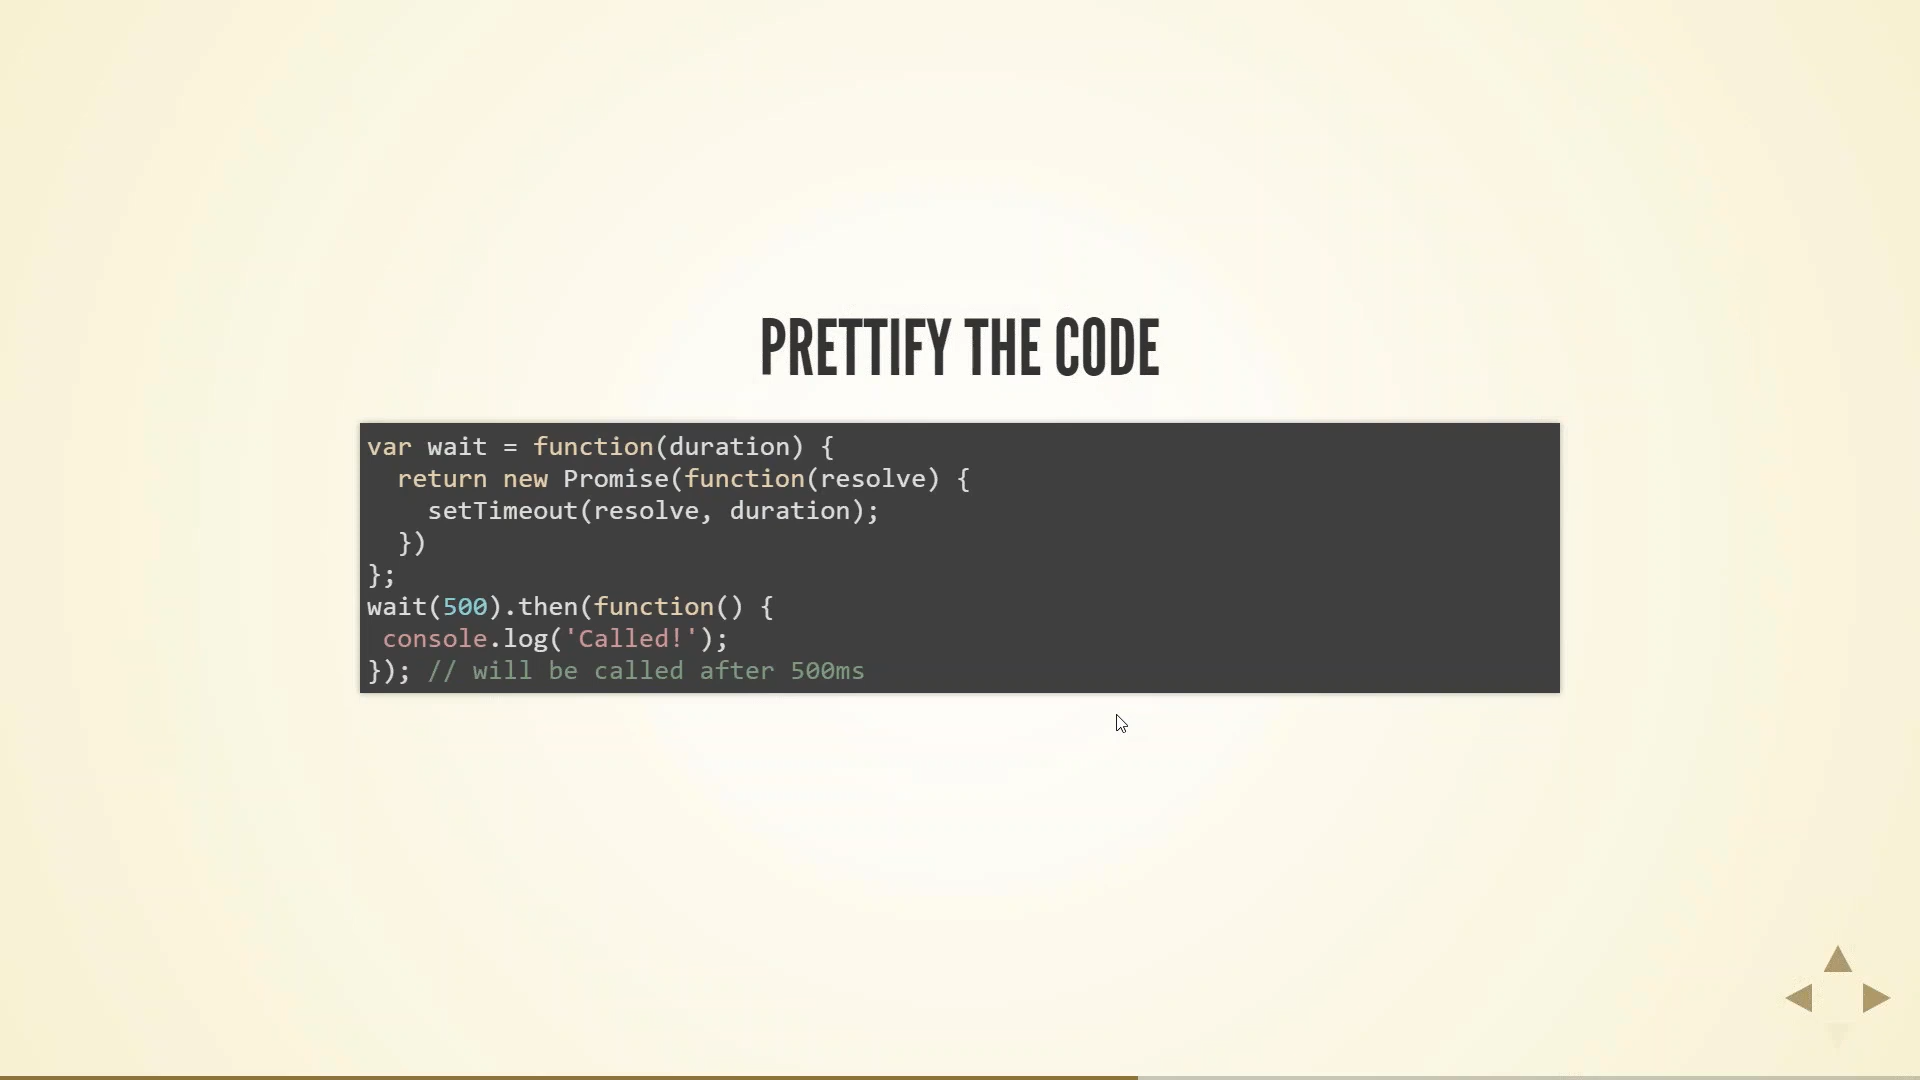 PRETTIFY THE CODE
var wait = function(duration) {
  return new Promise(function(resolve) {
    setTimeout(resolve, duration);
  })
};
wait(500).then(function() {
 console.log('Called!');
}); // will be called after 500ms